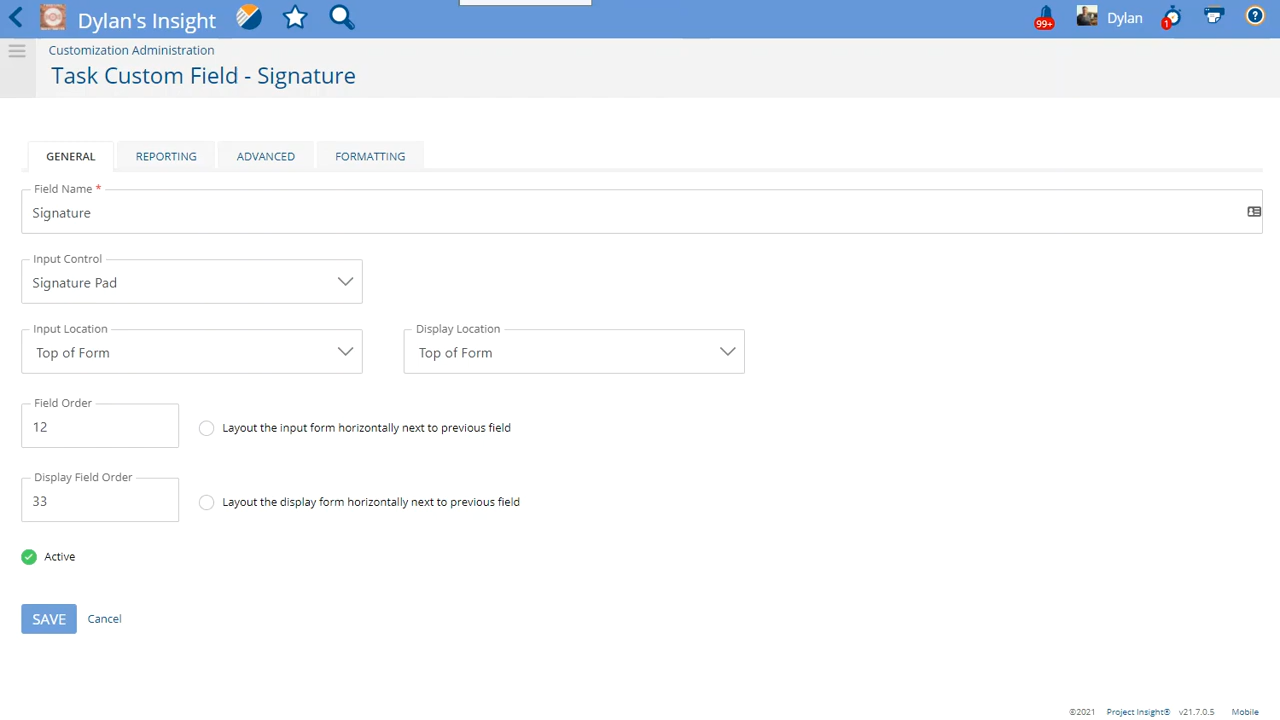 Dylan's Insight
99+
Dylan
1
Customization Administration
Task Custom Field - Signature
GENERAL
REPORTING
ADVANCED
FORMATTING
Field Name *
Signature
Input Control
Signature Pad
Input Location
Top of Form
Display Location
Top of Form
Field Order
12
Layout the input form horizontally next to previous field
Display Field Order
33
Layout the display form horizontally next to previous field
Active
SAVE
Cancel
©2021 Project Insight® v21.7.0.5 Mobile